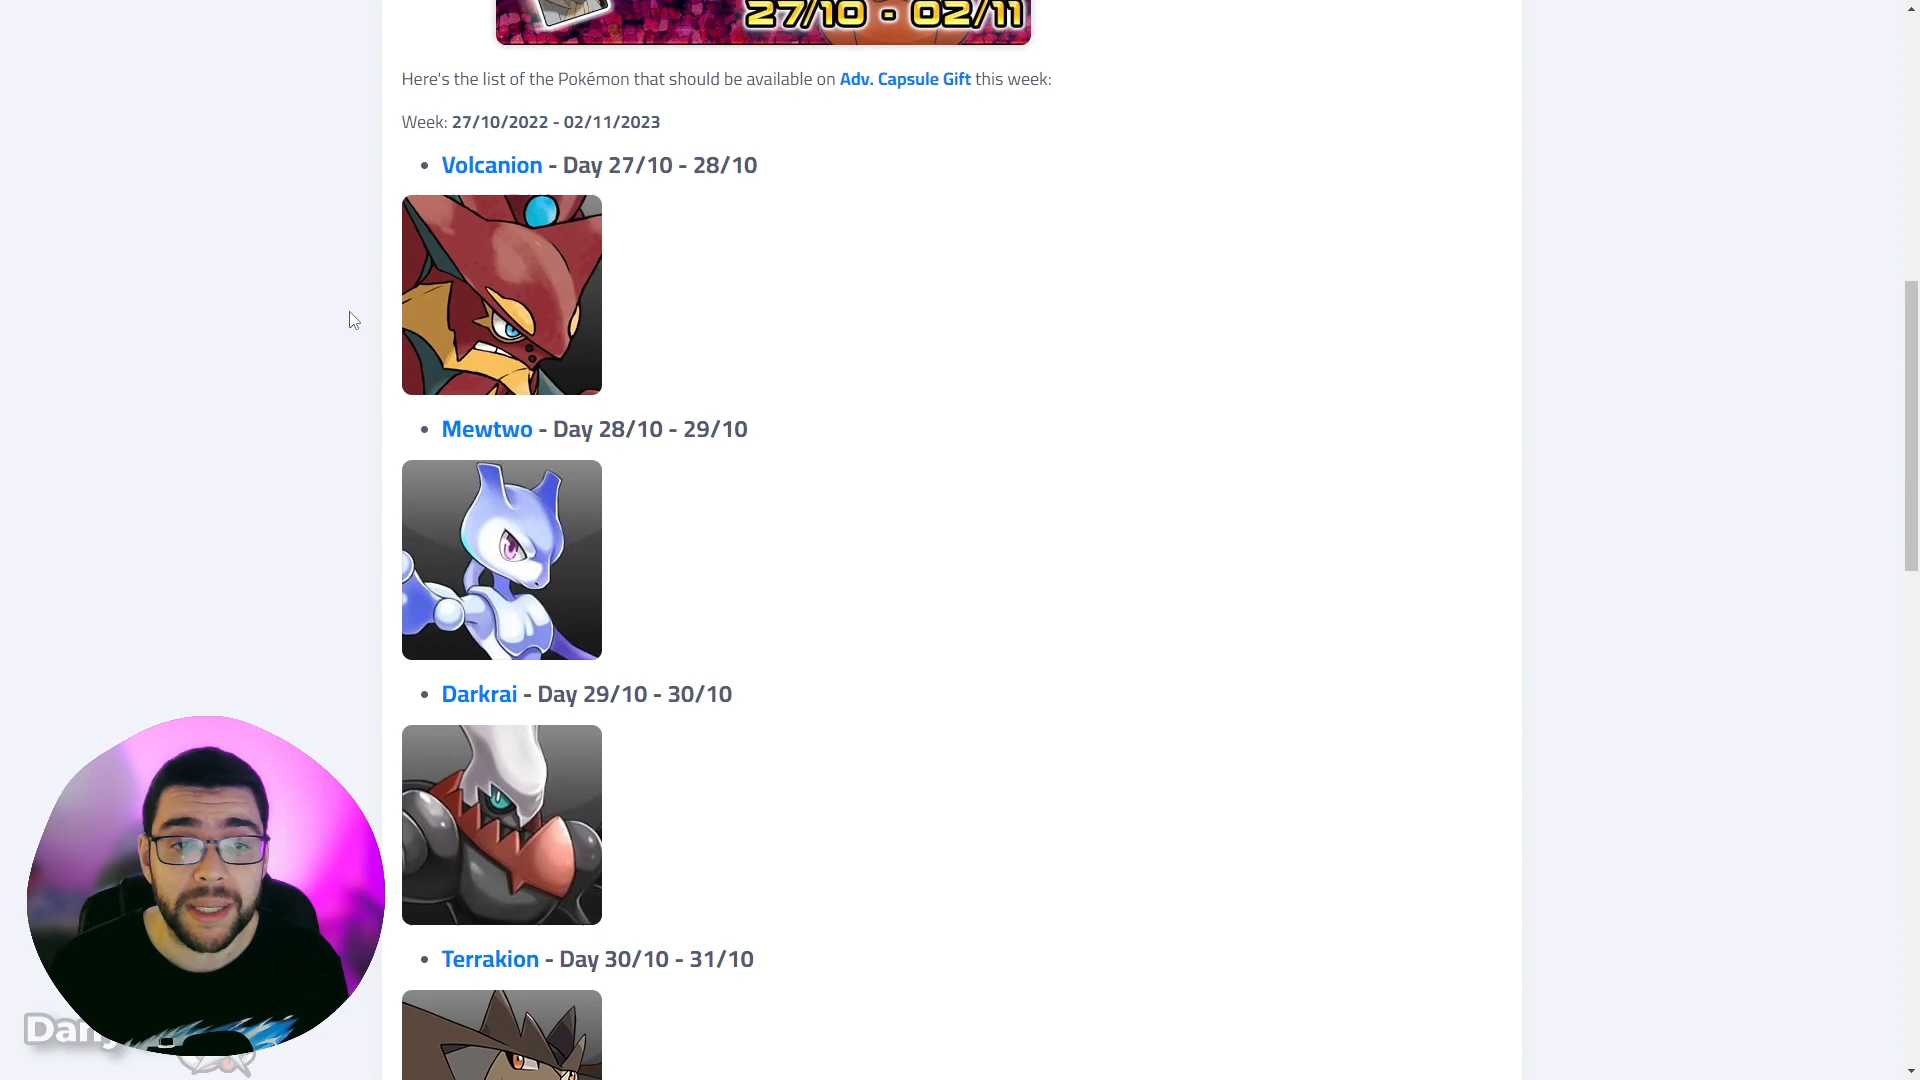 27/10 - 02/11
Here's the list of the Pokémon that should be available on Adv. Capsule Gift this week:
Week: 27/10/2022 - 02/11/2023
• Volcanion - Day 27/10 - 28/10
• Mewtwo - Day 28/10 - 29/10
• Darkrai - Day 29/10 - 30/10
• Terrakion - Day 30/10 - 31/10